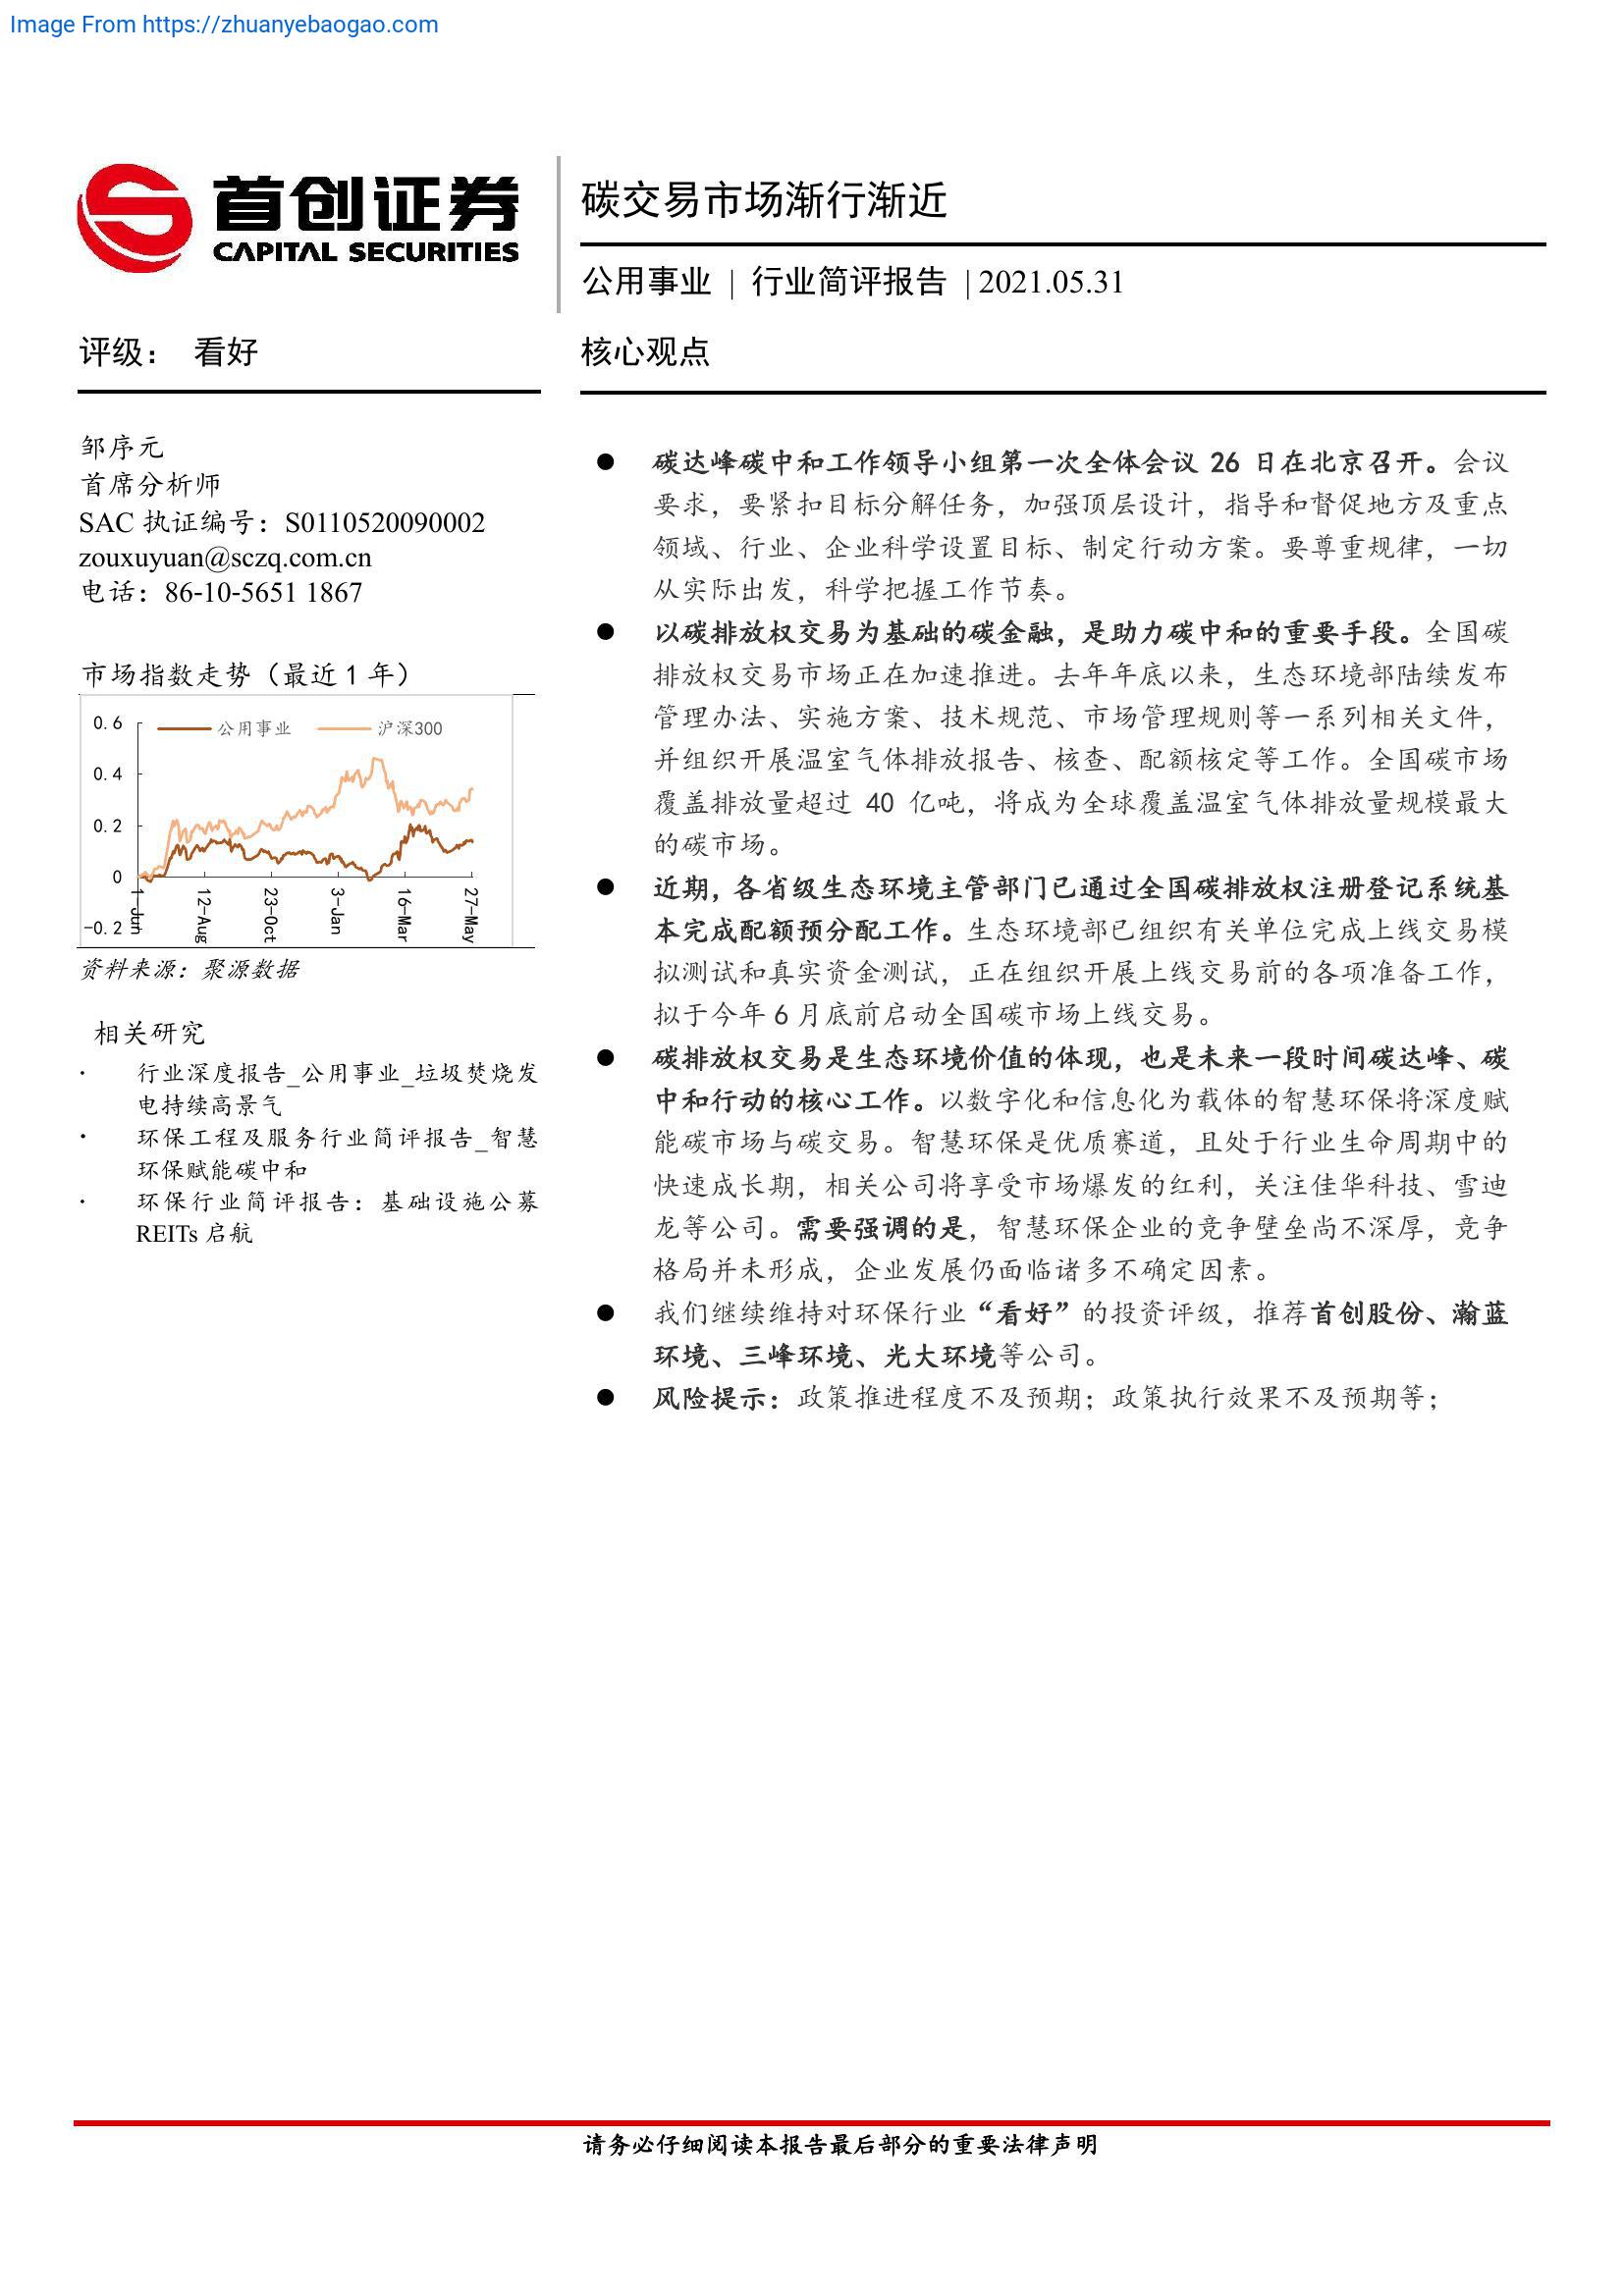 Image From https://zhuanyebaogao.com
首创证券
CAPITAL SECURITIES
碳交易市场渐行渐近
公用事业 | 行业简评报告 | 2021.05.31
评级： 看好
邹序元
首席分析师
SAC 执证编号：S0110520090002
zouxuyuan@sczq.com.cn
电话：86-10-5651 1867
市场指数走势（最近 1 年）
公用事业
沪深300
0.6
0.4
0.2
0
-0.2
1-Jun
12-Aug
23-Oct
3-Jan
16-Mar
27-May
资料来源：聚源数据
相关研究
· 行业深度报告_公用事业_垃圾焚烧发
电持续高景气
· 环保工程及服务行业简评报告_智慧
环保赋能碳中和
· 环保行业简评报告：基础设施公募
REITs 启航
核心观点
● 碳达峰碳中和工作领导小组第一次全体会议 26 日在北京召开。会议
要求，要紧扣目标分解任务，加强顶层设计，指导和督促地方及重点
领域、行业、企业科学设置目标、制定行动方案。要尊重规律，一切
从实际出发，科学把握工作节奏。
● 以碳排放权交易为基础的碳金融，是助力碳中和的重要手段。全国碳
排放权交易市场正在加速推进。去年年底以来，生态环境部陆续发布
管理办法、实施方案、技术规范、市场管理规则等一系列相关文件，
并组织开展温室气体排放报告、核查、配额核定等工作。全国碳市场
覆盖排放量超过 40 亿吨，将成为全球覆盖温室气体排放量规模最大
的碳市场。
● 近期，各省级生态环境主管部门已通过全国碳排放权注册登记系统基
本完成配额预分配工作。生态环境部已组织有关单位完成上线交易模
拟测试和真实资金测试，正在组织开展上线交易前的各项准备工作，
拟于今年 6 月底前启动全国碳市场上线交易。
● 碳排放权交易是生态环境价值的体现，也是未来一段时间碳达峰、碳
中和行动的核心工作。以数字化和信息化为载体的智慧环保将深度赋
能碳市场与碳交易。智慧环保是优质赛道，且处于行业生命周期中的
快速成长期，相关公司将享受市场爆发的红利，关注佳华科技、雪迪
龙等公司。需要强调的是，智慧环保企业的竞争壁垒尚不深厚，竞争
格局并未形成，企业发展仍面临诸多不确定因素。
● 我们继续维持对环保行业“看好”的投资评级，推荐首创股份、瀚蓝
环境、三峰环境、光大环境等公司。
● 风险提示：政策推进程度不及预期；政策执行效果不及预期等；
请务必仔细阅读本报告最后部分的重要法律声明